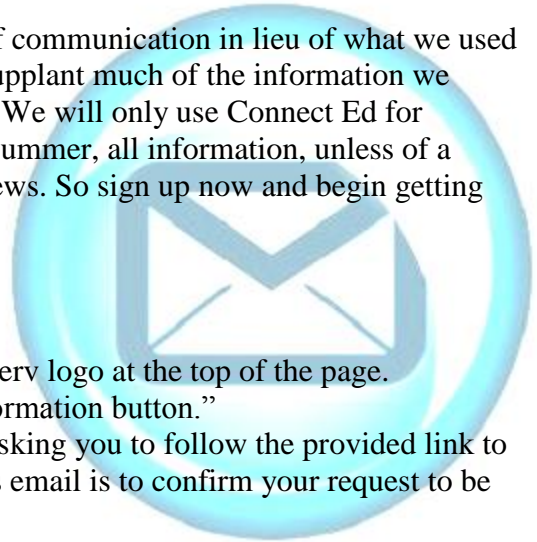 f communication in lieu of what we used
upplant much of the information we
We will only use Connect Ed for
ummer, all information, unless of a
ews. So sign up now and begin getting
erv logo at the top of the page.
ormation button.”
sking you to follow the provided link to
s email is to confirm your request to be